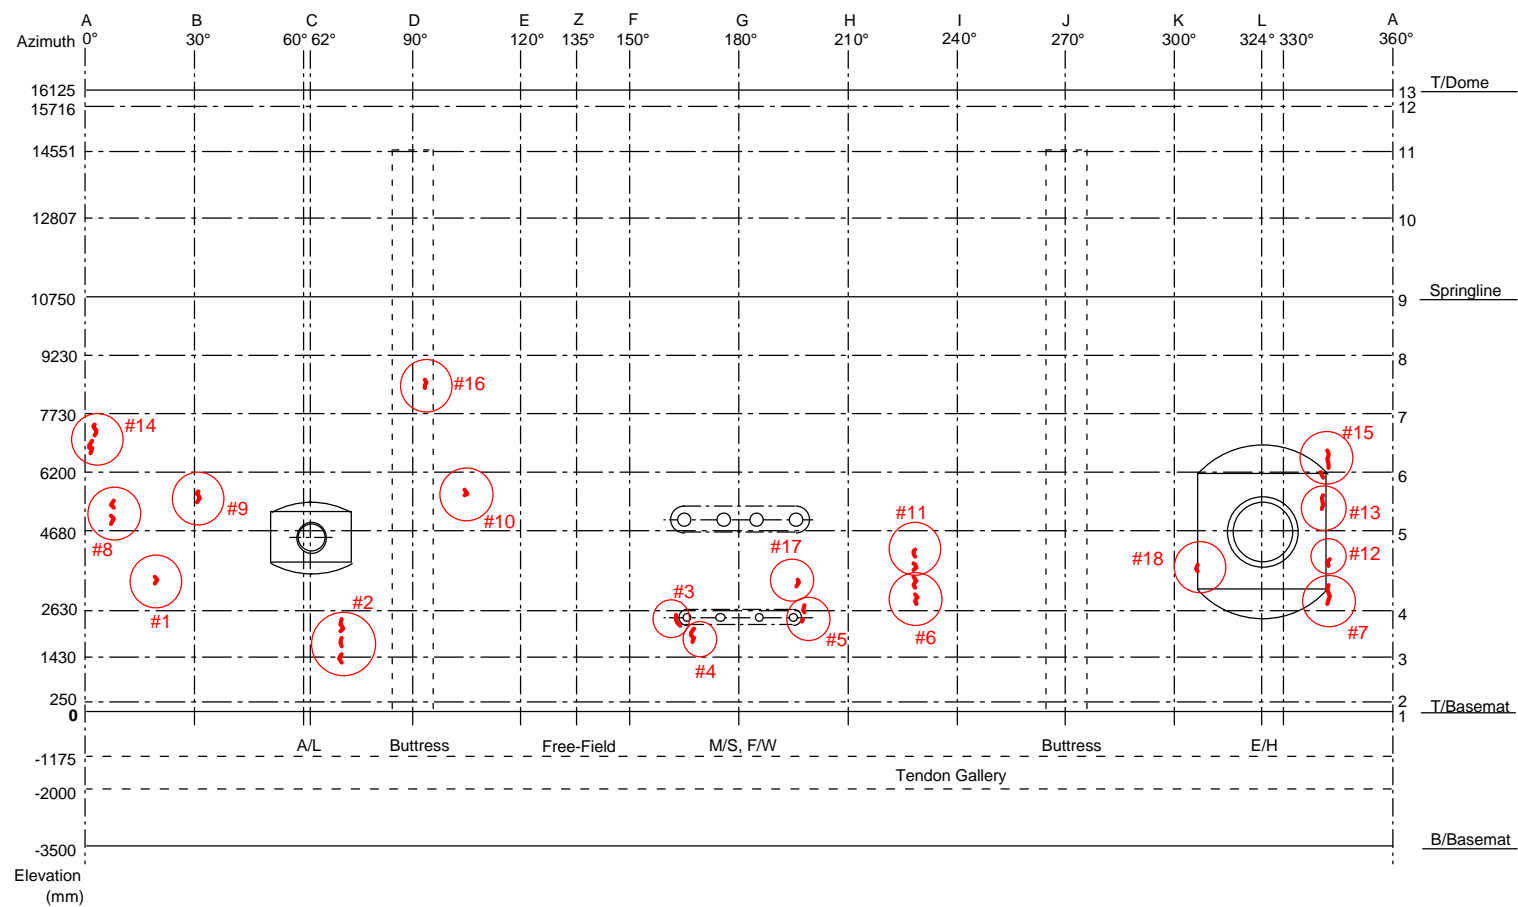 A B C D E Z F G H I J K L A
Azimuth 0° 30° 60° 62° 90° 120° 135° 150° 180° 210° 240° 270° 300° 324° 330° 360°
16125 13 T/Dome
15716 12
14551 11
12807 10
10750 9 Springline
9230 8
#16
7730 7
#14 #15
6200 6
#9 #10 #13
4680 5
#8 #17 #11 #12
#18
#1 #3
2630 4
#2 #5 #6 #7
#4
1430 3
250 2 T/Basemat
0 1
A/L Buttress Free-Field M/S, F/W Buttress E/H
-1175
Tendon Gallery
-2000
-3500 B/Basemat
Elevation
(mm)